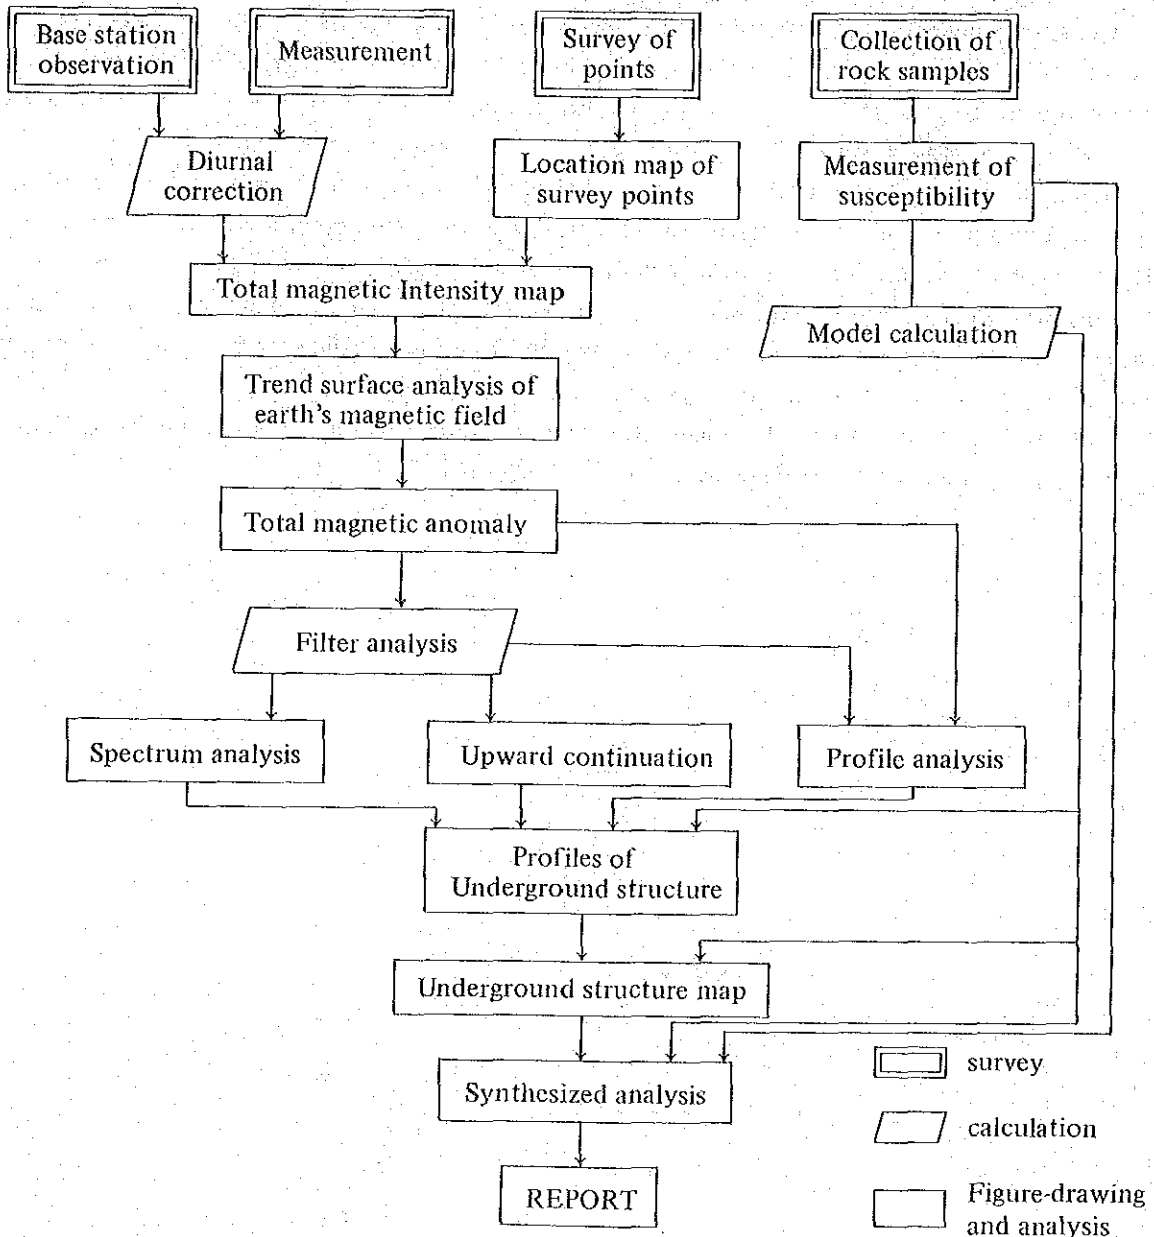 Base station
observation
Measurement
Survey of
points
Collection of
rock samples
Diurnal
correction
Location map of
survey points
Measurement of
susceptibility
Total magnetic Intensity map
Model calculation
Trend surface analysis of
earth's magnetic field
Total magnetic anomaly
Filter analysis
Spectrum analysis
Upward continuation
Profile analysis
Profiles of
Underground structure
Underground structure map
Synthesized analysis
REPORT
survey
calculation
Figure-drawing
and analysis